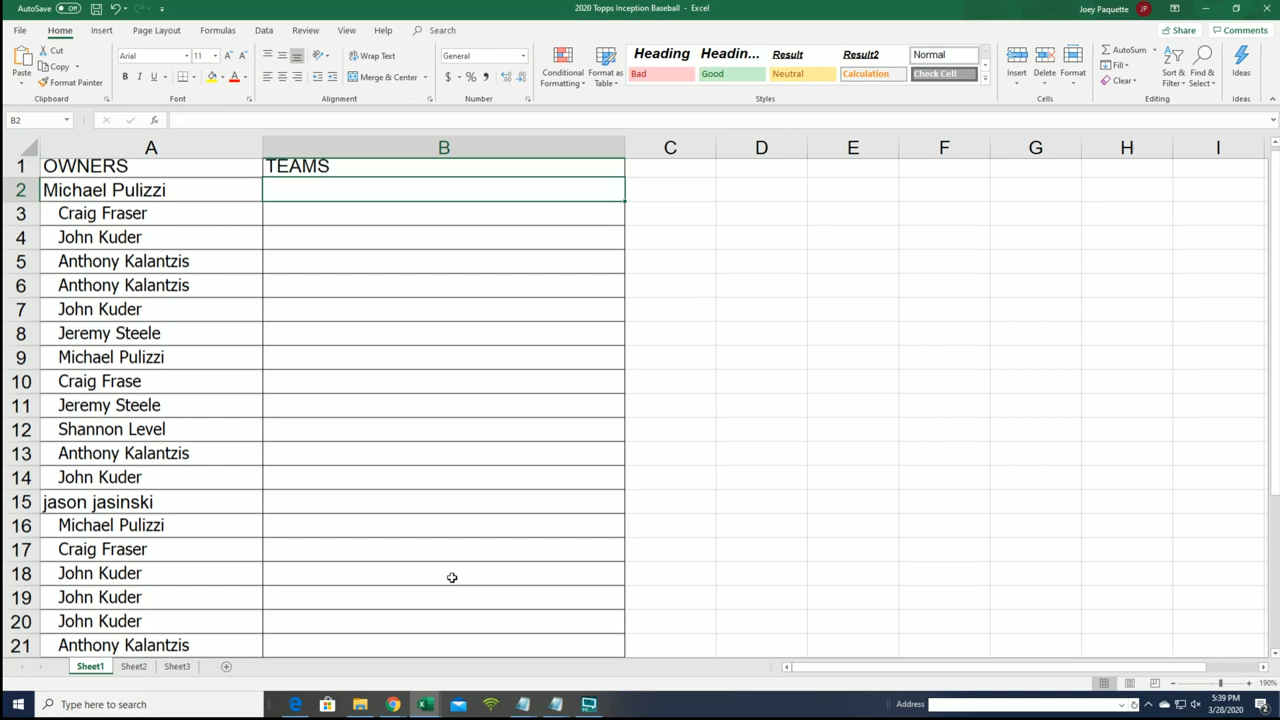 AutoSave Off 2020 Topps Inception Baseball - Excel Joey Paquette JP
File Home Insert Draw Page Layout Formulas Data Review View Help Search Share Comments
Paste Cut Copy Format Painter Clipboard
Arial 11 B I U A Font
Wrap Text Merge & Center Alignment
General $ % , Number
Conditional Formatting Format as Table
Heading Headin... Result Result2 Normal
Bad Good Neutral Calculation Check Cell
Styles
Insert Delete Format Cells
AutoSum Fill Clear Sort & Filter Find & Select Editing
Ideas Ideas
B2 fx
A B C D E F G H I
1 OWNERS TEAMS
2 Michael Pulizzi
3 Craig Fraser
4 John Kuder
5 Anthony Kalantzis
6 Anthony Kalantzis
7 John Kuder
8 Jeremy Steele
9 Michael Pulizzi
10 Craig Frase
11 Jeremy Steele
12 Shannon Level
13 Anthony Kalantzis
14 John Kuder
15 jason jasinski
16 Michael Pulizzi
17 Craig Fraser
18 John Kuder
19 John Kuder
20 John Kuder
21 Anthony Kalantzis
Sheet1 Sheet2 Sheet3
190%
Type here to search Address 5:39 PM
3/28/2020 2